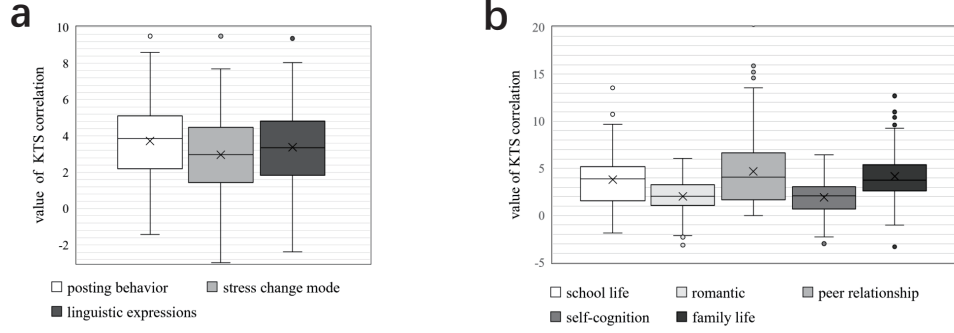 a
b
10
8
6
4
2
0
-2
value of KTS correlation
posting behavior
stress change mode
linguistic expressions
20
15
10
5
0
-5
value of KTS correlation
school life
romantic
peer relationship
self-cognition
family life